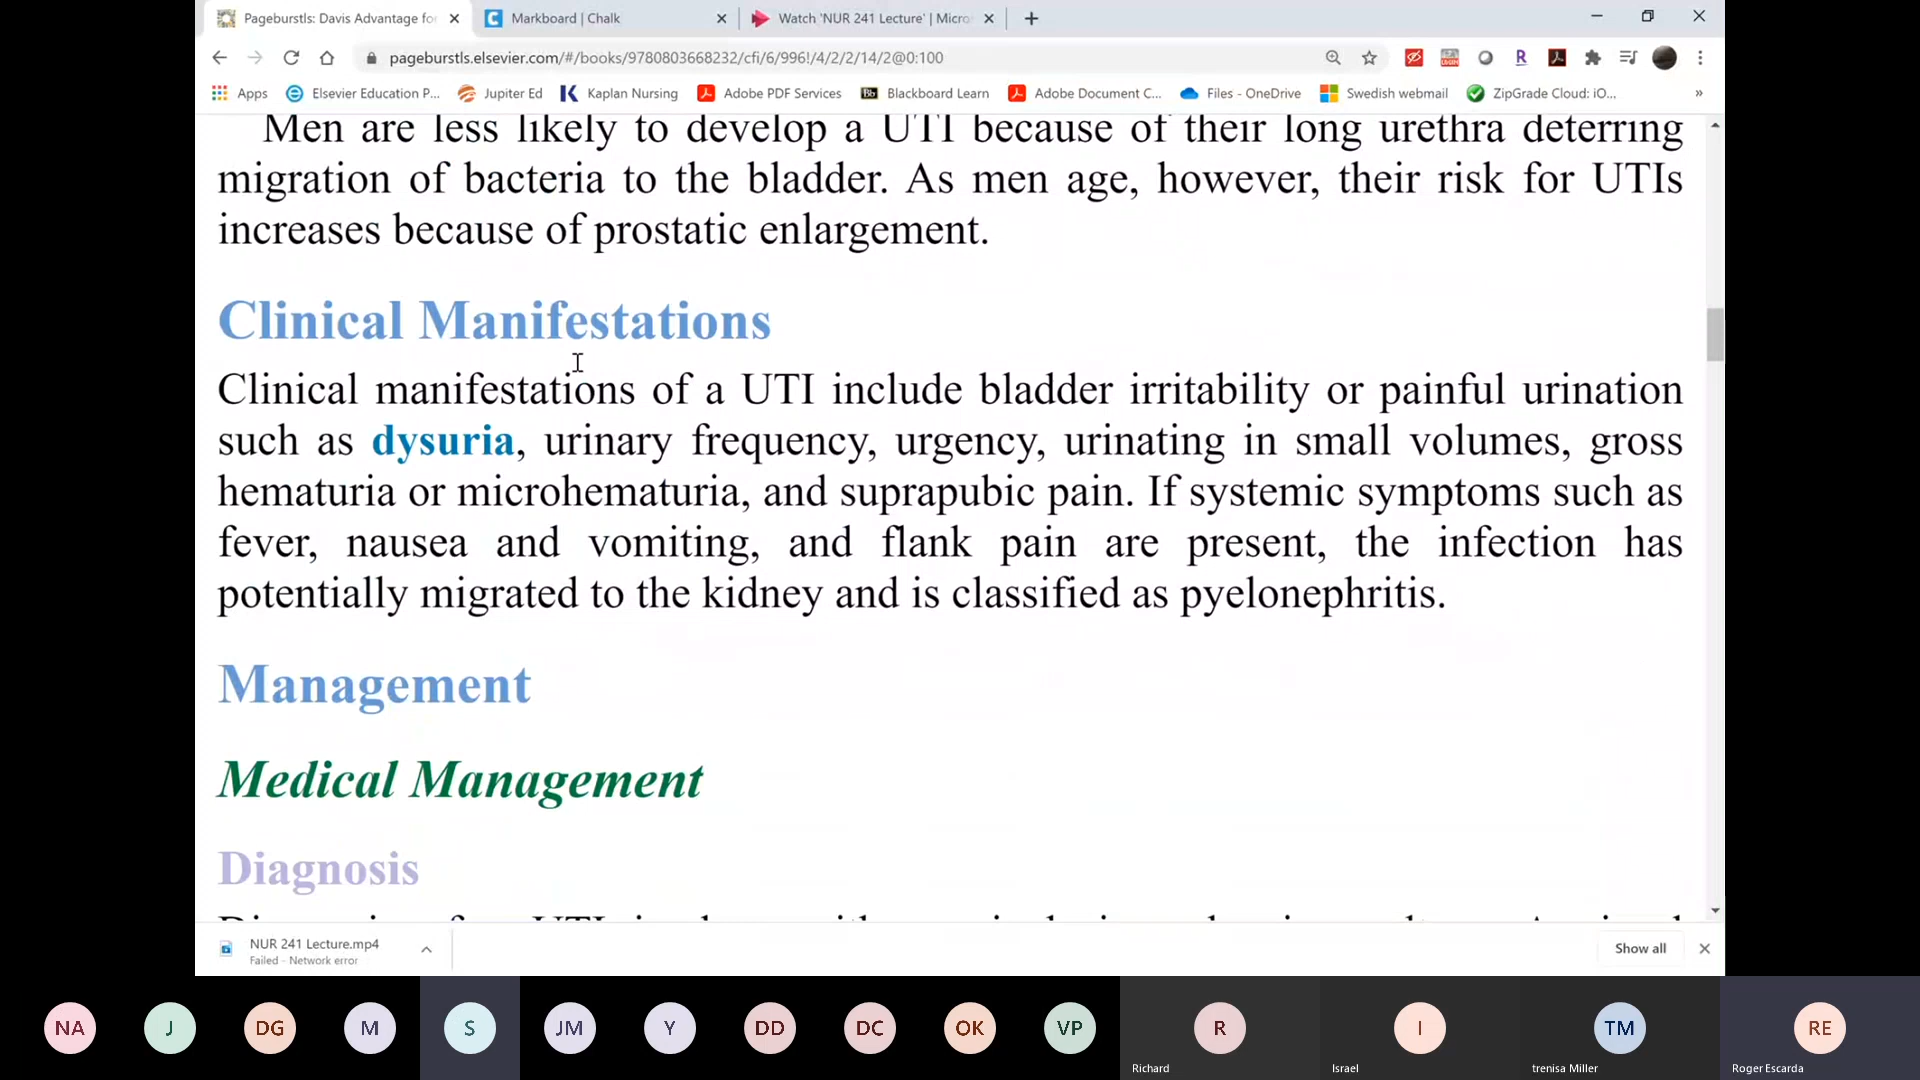 Pageburstls: Davis Advantage for
Markboard | Chalk
Watch 'NUR 241 Lecture' | Micro
pageburstls.elsevier.com/#/books/9780803668232/cfi/6/996!/4/2/2/14/2@0:100
Apps
Elsevier Education P...
Jupiter Ed
Kaplan Nursing
Adobe PDF Services
Bb
Blackboard Learn
Adobe Document C...
Files - OneDrive
Swedish webmail
ZipGrade Cloud: iO...
»
Men are less likely to develop a UTI because of their long urethra deterring
migration of bacteria to the bladder. As men age, however, their risk for UTIs
increases because of prostatic enlargement.
Clinical Manifestations
Clinical manifestations of a UTI include bladder irritability or painful urination
such as dysuria, urinary frequency, urgency, urinating in small volumes, gross
hematuria or microhematuria, and suprapubic pain. If systemic symptoms such as
fever, nausea and vomiting, and flank pain are present, the infection has
potentially migrated to the kidney and is classified as pyelonephritis.
Management
Medical Management
Diagnosis
NUR 241 Lecture.mp4
Failed - Network error
Show all
NA
J
DG
M
S
JM
Y
DD
DC
OK
VP
R
I
TM
RE
Richard
Israel
trenisa Miller
Roger Escarda